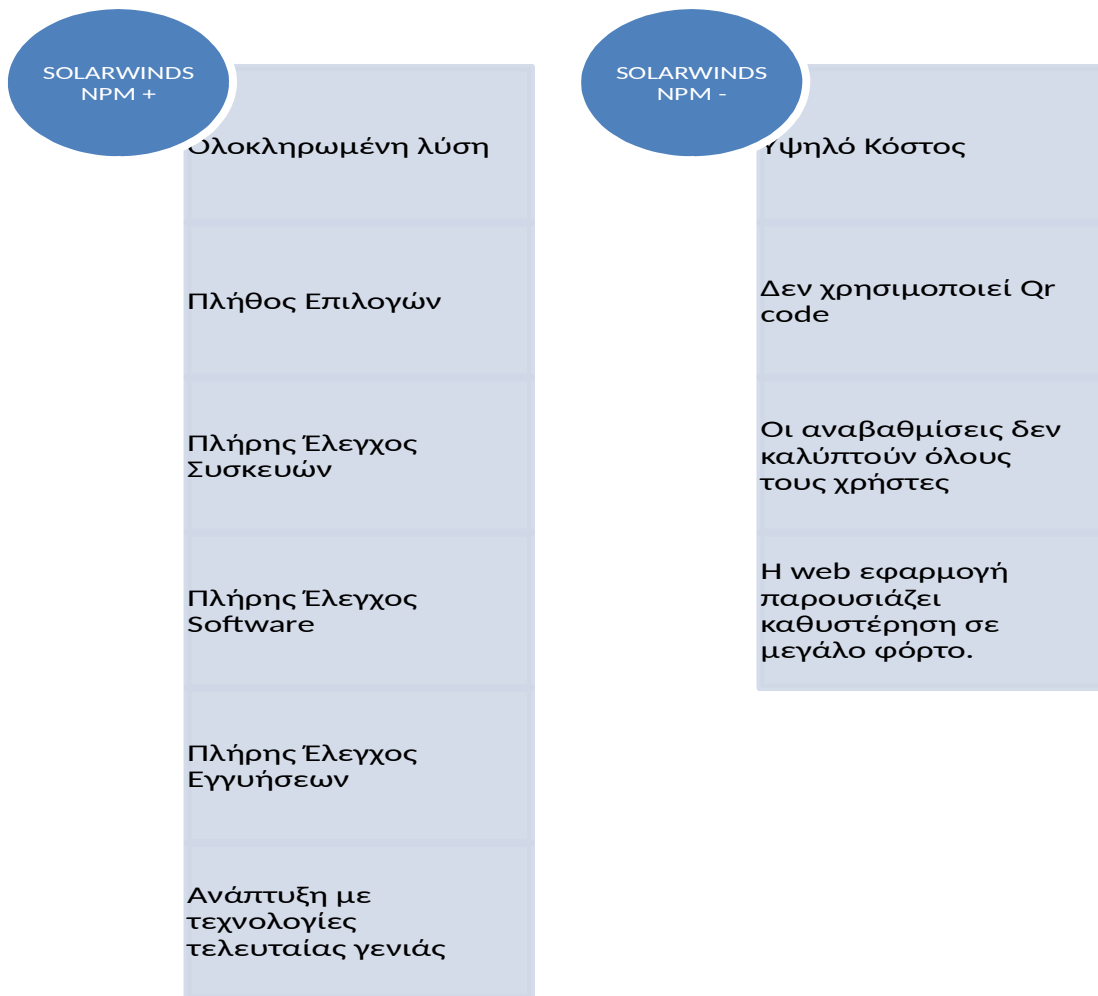 SOLARWINDS
NPM +
Ολοκληρωμένη λύση
Πλήθος Επιλογών
Πλήρης Έλεγχος
Συσκευών
Πλήρης Έλεγχος
Software
Πλήρης Έλεγχος
Εγγυήσεων
Ανάπτυξη με
τεχνολογίες
τελευταίας γενιάς
SOLARWINDS
NPM -
Υψηλό Κόστος
Δεν χρησιμοποιεί Qr
code
Οι αναβαθμίσεις δεν
καλύπτούν όλους
τους χρήστες
Η web εφαρμογή
παρουσιάζει
καθυστέρηση σε
μεγάλο φόρτο.